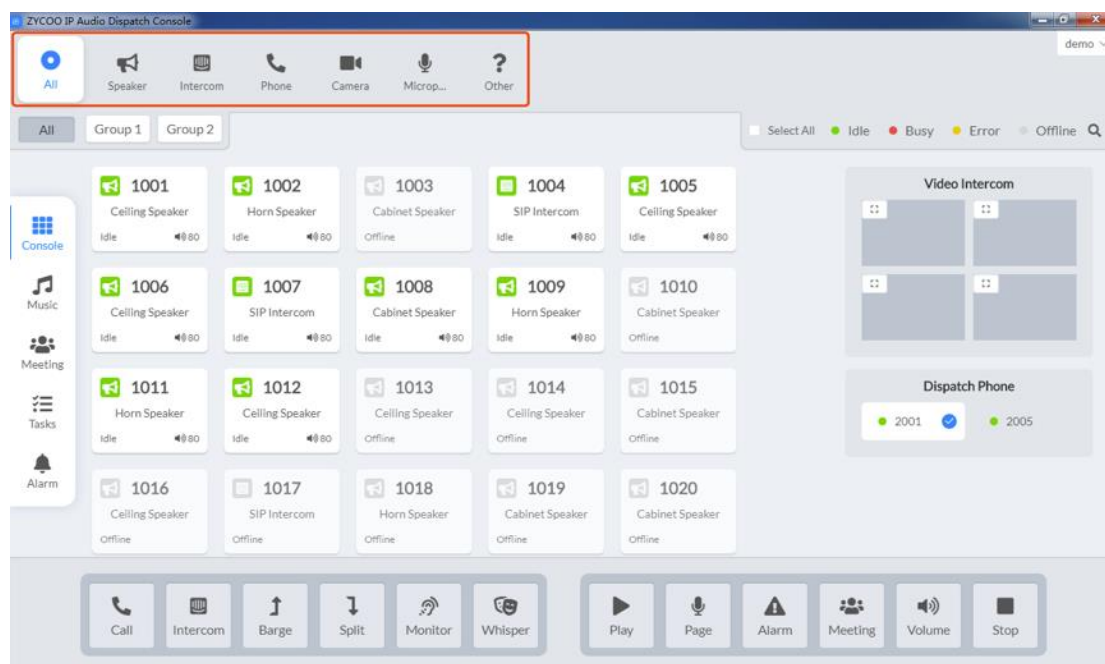 ZYCOO IP Audio Dispatch Console
demo
All Speaker Intercom Phone Camera Microp... Other
All Group 1 Group 2 Select All Idle Busy Error Offline
1001 1002 1003 1004 1005
Ceiling Speaker Horn Speaker Cabinet Speaker SIP Intercom Ceiling Speaker
Idle 80 Idle 80 Offline Idle 80 Idle 80
1006 1007 1008 1009 1010
Ceiling Speaker SIP Intercom Cabinet Speaker Horn Speaker Cabinet Speaker
Idle 80 Idle 80 Idle 80 Idle 80 Offline
1011 1012 1013 1014 1015
Horn Speaker Ceiling Speaker Ceiling Speaker Ceiling Speaker Cabinet Speaker
Idle 80 Idle 80 Offline Offline Offline
1016 1017 1018 1019 1020
Ceiling Speaker SIP Intercom Horn Speaker Cabinet Speaker Cabinet Speaker
Offline Offline Offline Offline Offline
Console
Music
Meeting
Tasks
Alarm
Video Intercom
Dispatch Phone
2001 2005
Call Intercom Barge Split Monitor Whisper Play Page Alarm Meeting Volume Stop